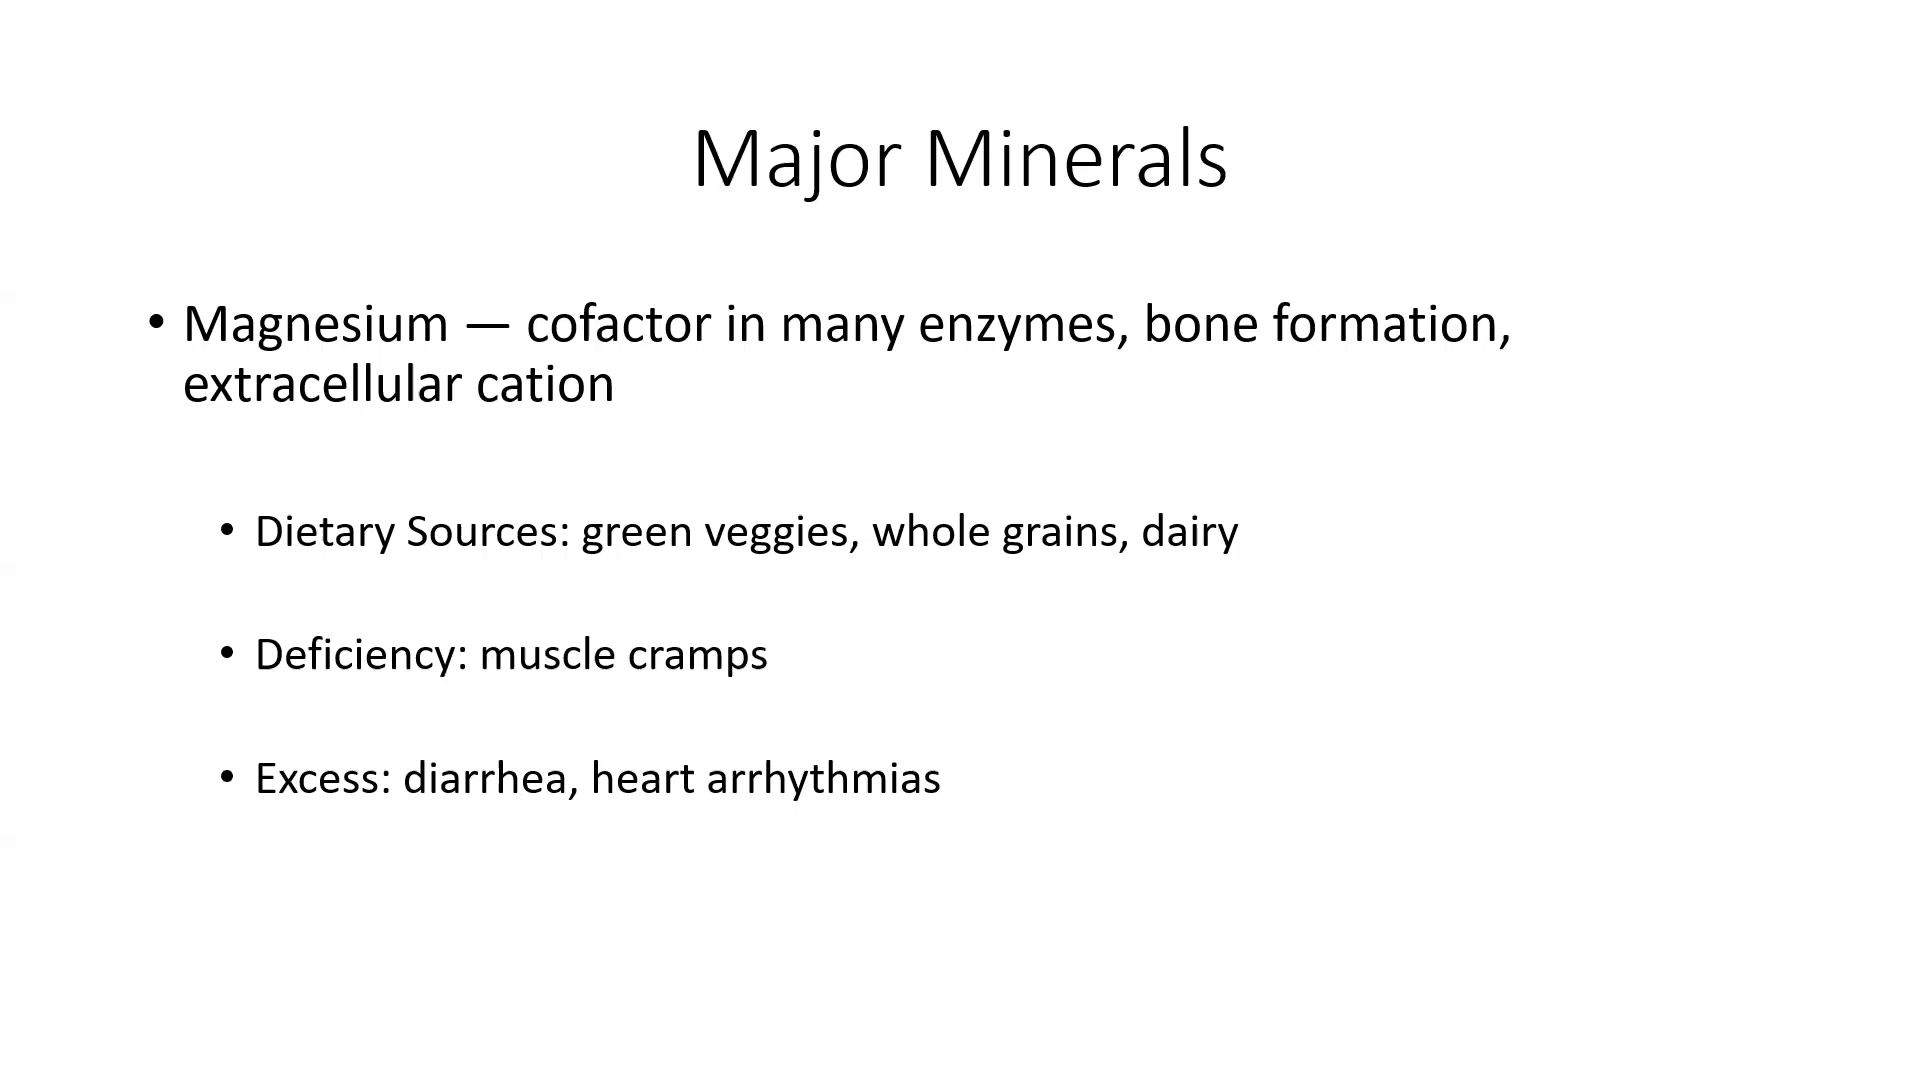 Major Minerals
• Magnesium — cofactor in many enzymes, bone formation,
extracellular cation
• Dietary Sources: green veggies, whole grains, dairy
• Deficiency: muscle cramps
• Excess: diarrhea, heart arrhythmias